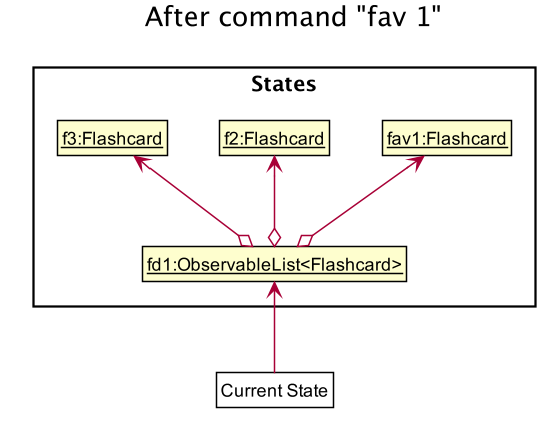 After command "fav 1"
States
f3:Flashcard
f2:Flashcard
fav1:Flashcard
fd1:ObservableList<Flashcard>
Current State